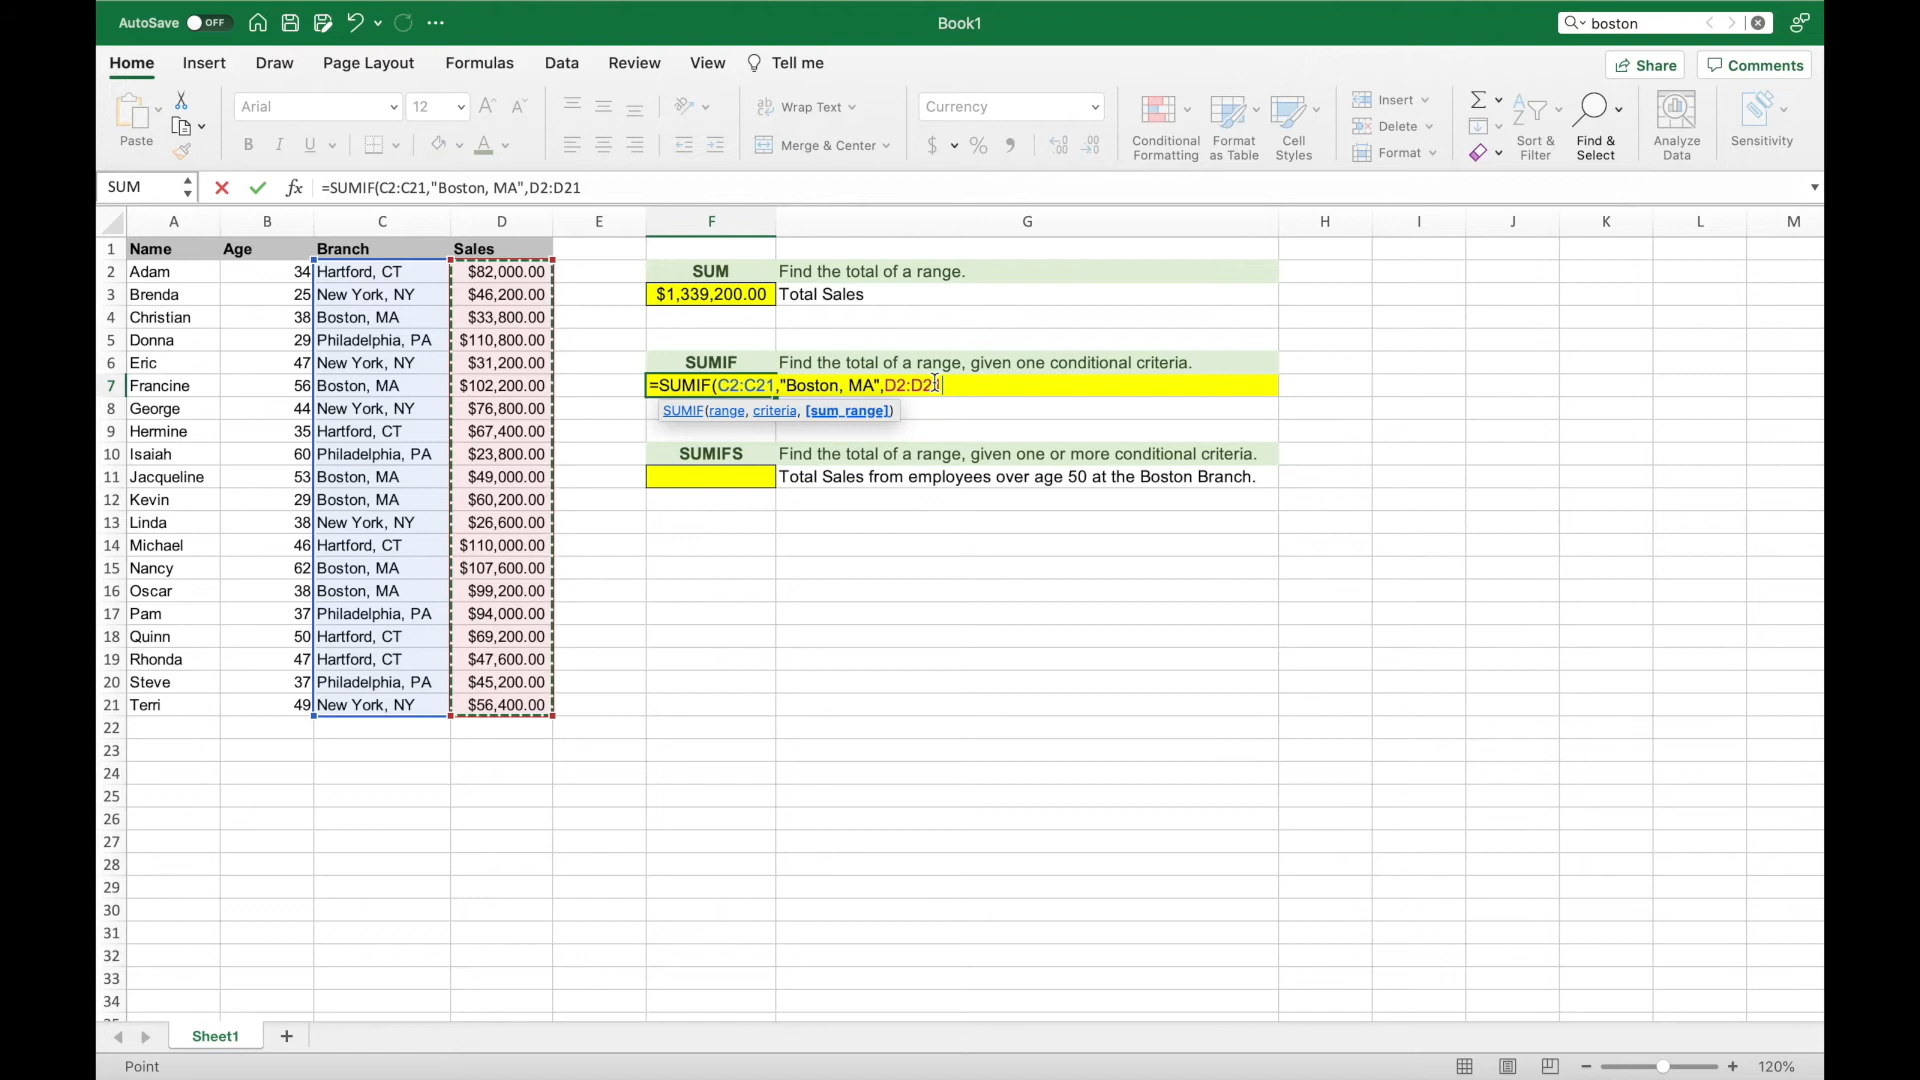 AutoSave OFF Book1 boston
Home Insert Draw Page Layout Formulas Data Review View Tell me Share Comments
Paste Arial 12 A A Wrap Text Currency Insert
B I U A Merge & Center $ % Delete Format
Conditional Formatting Format as Table Cell Styles Sort & Filter Find & Select Analyze Data Sensitivity
SUM fx =SUMIF(C2:C21,"Boston, MA",D2:D21
A B C D E F G H I J K L M
1 Name Age Branch Sales
2 Adam 34 Hartford, CT $82,000.00 SUM Find the total of a range.
3 Brenda 25 New York, NY $46,200.00 $1,339,200.00 Total Sales
4 Christian 38 Boston, MA $33,800.00
5 Donna 29 Philadelphia, PA $110,800.00
6 Eric 47 New York, NY $31,200.00 SUMIF Find the total of a range, given one conditional criteria.
7 Francine 56 Boston, MA $102,200.00 =SUMIF(C2:C21,"Boston, MA",D2:D21
8 George 44 New York, NY $76,800.00 SUMIF(range, criteria, [sum_range])
9 Hermine 35 Hartford, CT $67,400.00
10 Isaiah 60 Philadelphia, PA $23,800.00 SUMIFS Find the total of a range, given one or more conditional criteria.
11 Jacqueline 53 Boston, MA $49,000.00 Total Sales from employees over age 50 at the Boston Branch.
12 Kevin 29 Boston, MA $60,200.00
13 Linda 38 New York, NY $26,600.00
14 Michael 46 Hartford, CT $110,000.00
15 Nancy 62 Boston, MA $107,600.00
16 Oscar 38 Boston, MA $99,200.00
17 Pam 37 Philadelphia, PA $94,000.00
18 Quinn 50 Hartford, CT $69,200.00
19 Rhonda 47 Hartford, CT $47,600.00
20 Steve 37 Philadelphia, PA $45,200.00
21 Terri 49 New York, NY $56,400.00
22
23
24
25
26
27
28
29
30
31
32
33
34
Sheet1
Point 120%